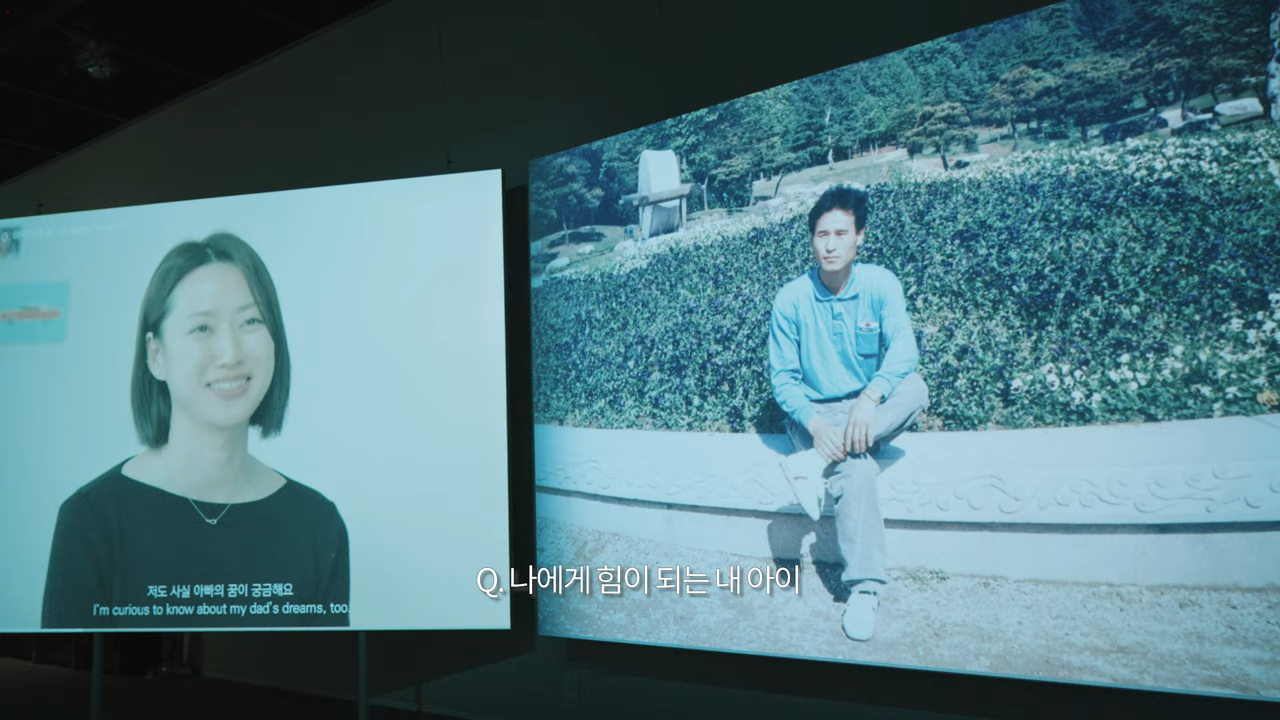 저도 사실 아빠의 꿈이 궁금해요
I'm curious to know about my dad's dreams, too
Q. 나에게 힘이 되는 내 아이